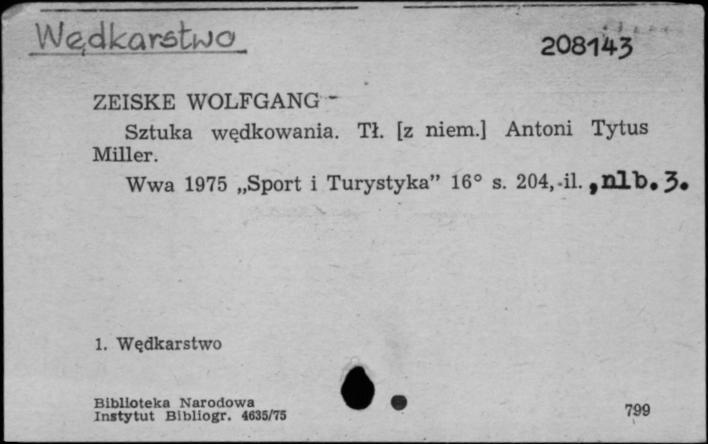 Wędkarstwo
208143
ZEISKE WOLFGANG -
Sztuka wędkowania. Tł. [z niem.] Antoni Tytus
Miller.
Wwa 1975 „Sport i Turystyka” 16° s. 204, il. , nlb. 3.
1. Wędkarstwo
Biblioteka Narodowa
Instytut Bibliogr. 4635/75
799